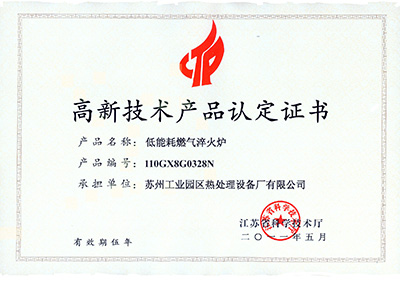 高新技术产品认定证书
产品名称: 低能耗燃气淬火炉
产品编号: 110GX8G0328N
承担单位: 苏州工业园区热处理设备厂有限公司
江苏省科学技术厅
二〇一一年五月
有效期伍年